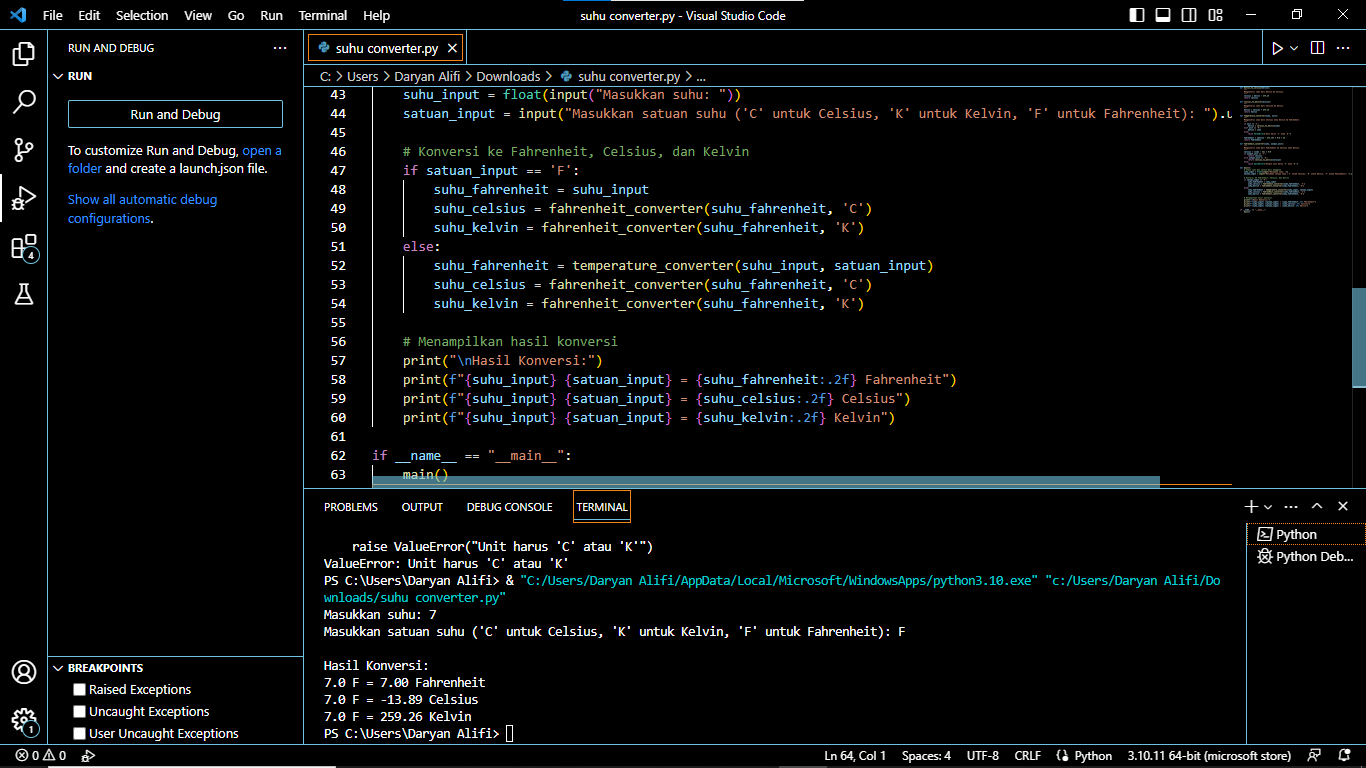 File Edit Selection View Go Run Terminal Help
suhu converter.py - Visual Studio Code
RUN AND DEBUG
RUN
Run and Debug
To customize Run and Debug, open a
folder and create a launch.json file.
Show all automatic debug
configurations.
4
1
BREAKPOINTS
Raised Exceptions
Uncaught Exceptions
User Uncaught Exceptions
suhu converter.py
C: > Users > Daryan Alifi > Downloads > suhu converter.py > ...
43 suhu_input = float(input("Masukkan suhu: "))
44 satuan_input = input("Masukkan satuan suhu ('C' untuk Celsius, 'K' untuk Kelvin, 'F' untuk Fahrenheit): ").u
45
46 # Konversi ke Fahrenheit, Celsius, dan Kelvin
47 if satuan_input == 'F':
48 suhu_fahrenheit = suhu_input
49 suhu_celsius = fahrenheit_converter(suhu_fahrenheit, 'C')
50 suhu_kelvin = fahrenheit_converter(suhu_fahrenheit, 'K')
51 else:
52 suhu_fahrenheit = temperature_converter(suhu_input, satuan_input)
53 suhu_celsius = fahrenheit_converter(suhu_fahrenheit, 'C')
54 suhu_kelvin = fahrenheit_converter(suhu_fahrenheit, 'K')
55
56 # Menampilkan hasil konversi
57 print("\nHasil Konversi:")
58 print(f"{suhu_input} {satuan_input} = {suhu_fahrenheit:.2f} Fahrenheit")
59 print(f"{suhu_input} {satuan_input} = {suhu_celsius:.2f} Celsius")
60 print(f"{suhu_input} {satuan_input} = {suhu_kelvin:.2f} Kelvin")
61
62 if __name__ == "__main__":
63 main()
PROBLEMS OUTPUT DEBUG CONSOLE TERMINAL
raise ValueError("Unit harus 'C' atau 'K'")
ValueError: Unit harus 'C' atau 'K'
PS C:\Users\Daryan Alifi> & "C:/Users/Daryan Alifi/AppData/Local/Microsoft/WindowsApps/python3.10.exe" "c:/Users/Daryan Alifi/Do
wnloads/suhu converter.py"
Masukkan suhu: 7
Masukkan satuan suhu ('C' untuk Celsius, 'K' untuk Kelvin, 'F' untuk Fahrenheit): F
Hasil Konversi:
7.0 F = 7.00 Fahrenheit
7.0 F = -13.89 Celsius
7.0 F = 259.26 Kelvin
PS C:\Users\Daryan Alifi>
Python
Python Deb...
0 0
Ln 64, Col 1 Spaces: 4 UTF-8 CRLF Python 3.10.11 64-bit (microsoft store)